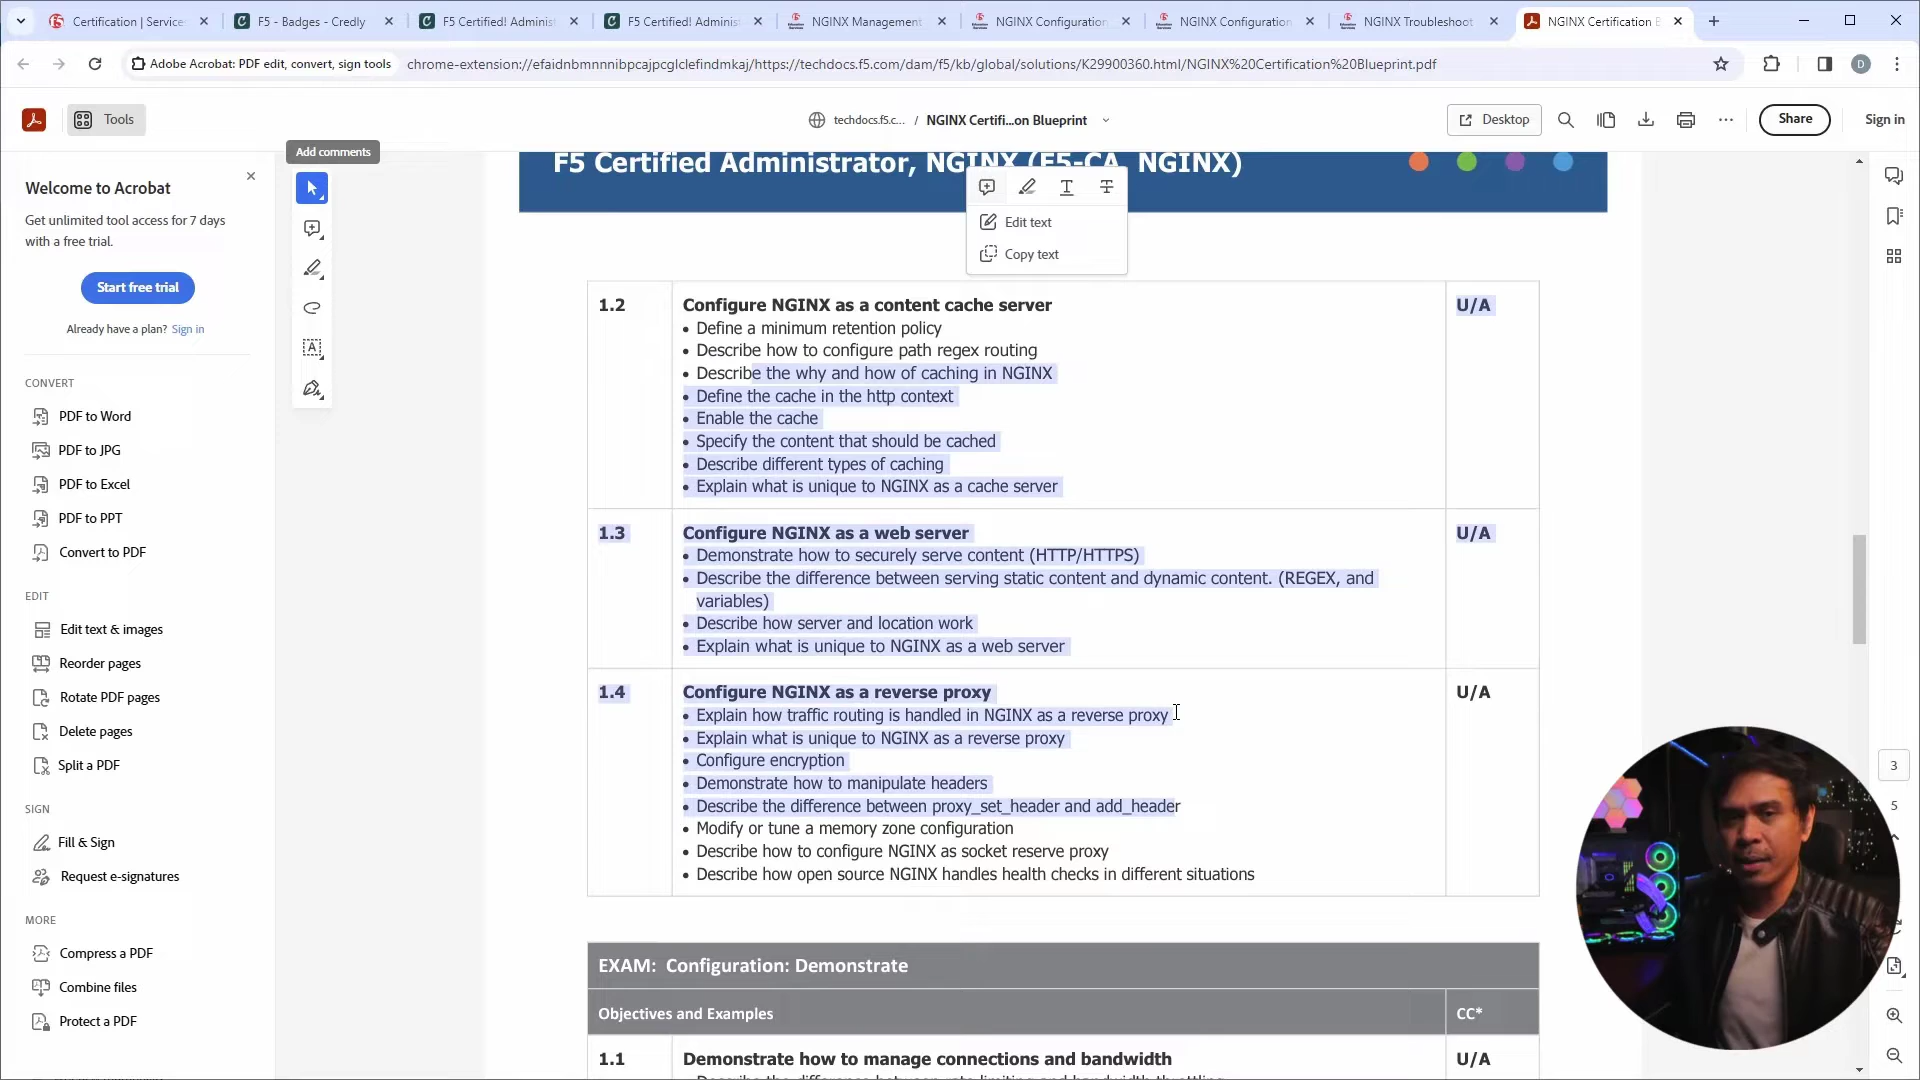 Certification | Service
F5 - Badges - Credly
F5 Certified! Administ
F5 Certified! Administ
NGINX Management
NGINX Configuration
NGINX Configuration
NGINX Troubleshoot
NGINX Certification B
Adobe Acrobat: PDF edit, convert, sign tools
chrome-extension://efaidnbmnnnibpcajpcglclefindmkaj/https://techdocs.f5.com/dam/f5/kb/global/solutions/K29900360.html/NGINX%20Certification%20Blueprint.pdf
D
Tools
techdocs.f5.c... / NGINX Certifi...on Blueprint
Desktop
Share
Sign in
Add comments
Welcome to Acrobat
Get unlimited tool access for 7 days
with a free trial.
Start free trial
Already have a plan? Sign in
CONVERT
PDF to Word
PDF to JPG
PDF to Excel
PDF to PPT
Convert to PDF
EDIT
Edit text & images
Reorder pages
Rotate PDF pages
Delete pages
Split a PDF
SIGN
Fill & Sign
Request e-signatures
MORE
Compress a PDF
Combine files
Protect a PDF
F5 Certified Administrator, NGINX (F5-CA, NGINX)
Edit text
Copy text
1.2 Configure NGINX as a content cache server U/A
• Define a minimum retention policy
• Describe how to configure path regex routing
• Describe the why and how of caching in NGINX
• Define the cache in the http context
• Enable the cache
• Specify the content that should be cached
• Describe different types of caching
• Explain what is unique to NGINX as a cache server
1.3 Configure NGINX as a web server U/A
• Demonstrate how to securely serve content (HTTP/HTTPS)
• Describe the difference between serving static content and dynamic content. (REGEX, and
variables)
• Describe how server and location work
• Explain what is unique to NGINX as a web server
1.4 Configure NGINX as a reverse proxy U/A
• Explain how traffic routing is handled in NGINX as a reverse proxy
• Explain what is unique to NGINX as a reverse proxy
• Configure encryption
• Demonstrate how to manipulate headers
• Describe the difference between proxy_set_header and add_header
• Modify or tune a memory zone configuration
• Describe how to configure NGINX as socket reserve proxy
• Describe how open source NGINX handles health checks in different situations
EXAM: Configuration: Demonstrate
Objectives and Examples CC*
1.1 Demonstrate how to manage connections and bandwidth U/A
3
5